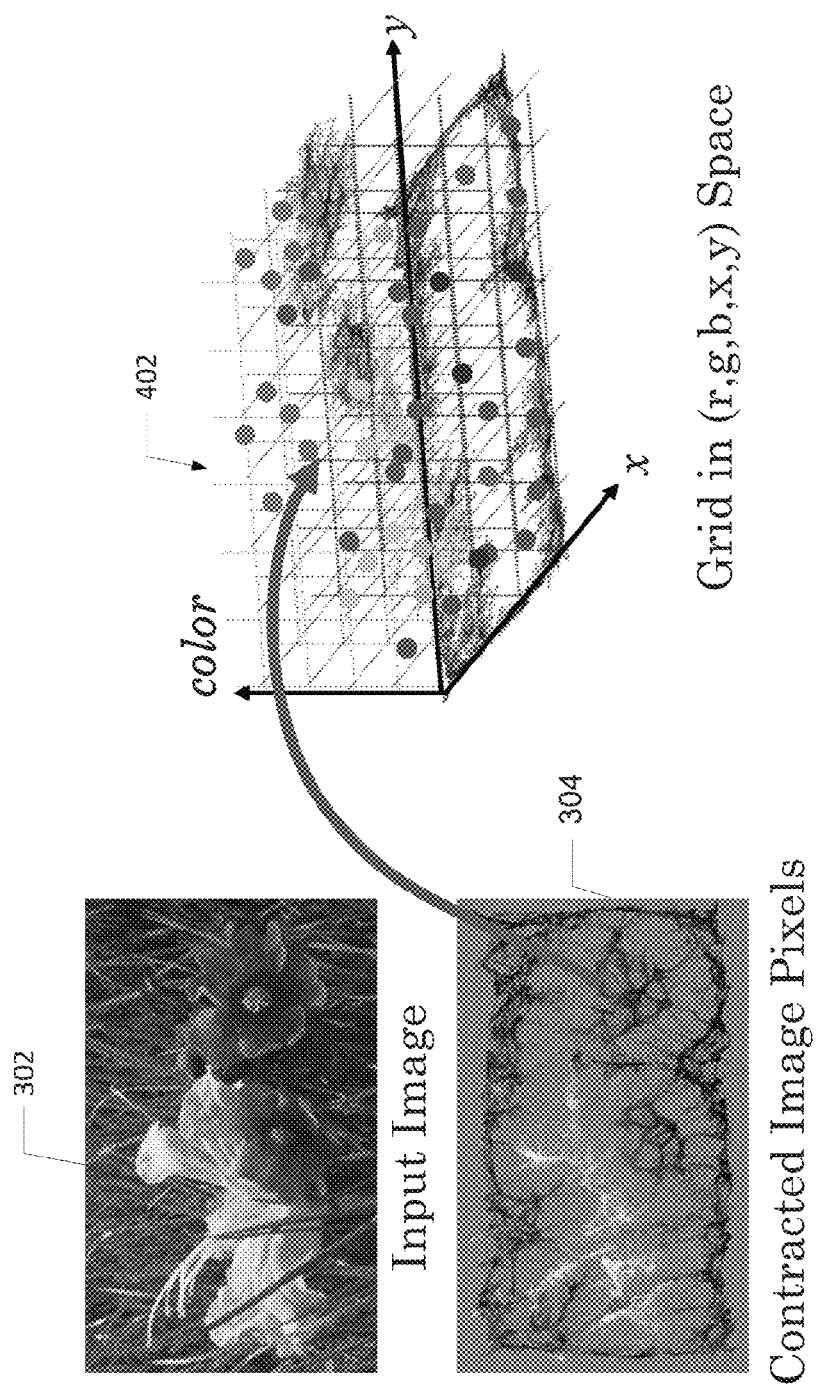 302
Input Image
304
Contracted Image Pixels
402
color
y
x
Grid in (r,g,b,x,y) Space